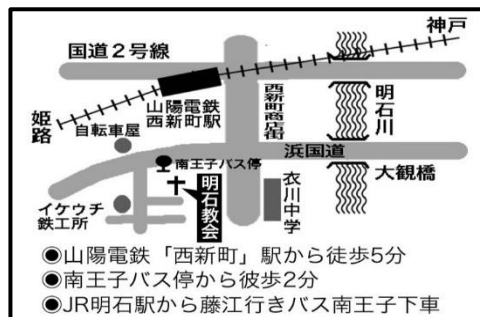 神戸
国道2号線
山陽電鉄
西新町駅
姫路
自転車屋
西新町商店街
明石川
南王子バス停
浜国道
大観橋
明石教会
衣川中学
イケウチ
鉄工所
◉山陽電鉄「西新町」駅から徒歩5分
◉南王子バス停から彼歩2分
◉JR明石駅から藤江行きバス南王子下車